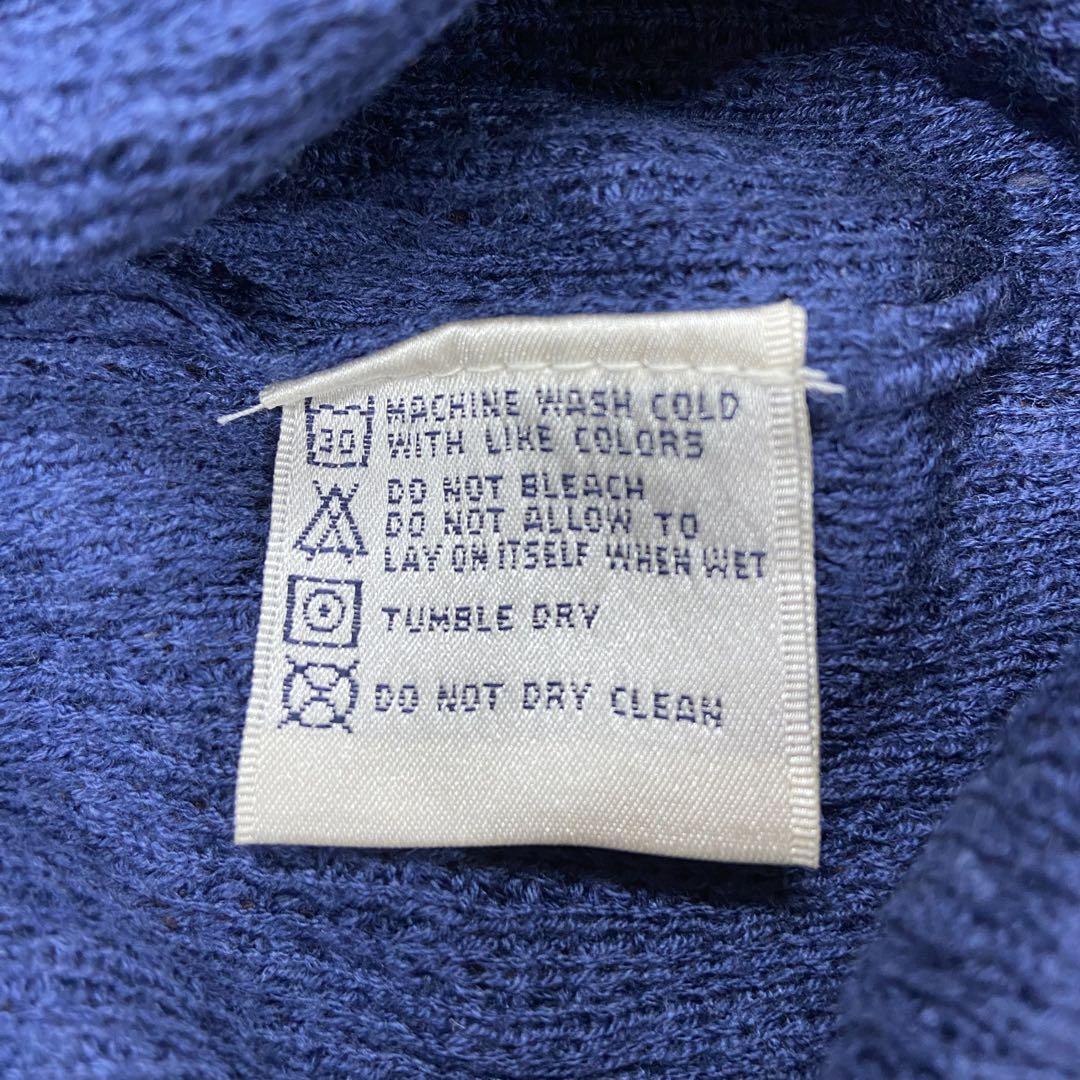 30
MACHINE WASH COLD
WITH LIKE COLORS
DO NOT BLEACH
DO NOT ALLOW TO
LAY ON ITSELF WHEN WET
TUMBLE DRY
DO NOT DRY CLEAN